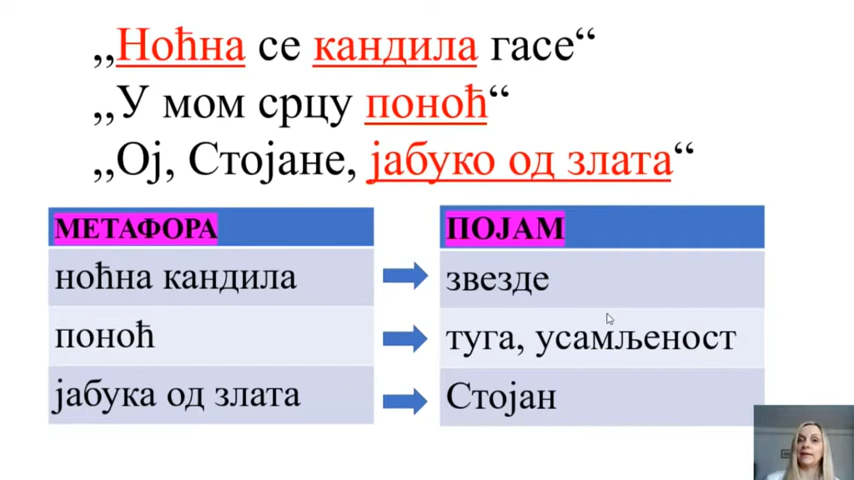 ,,Ноћна се кандила гасе“
,,У мом срцу поноћ“
,,Ој, Стојане, јабуко од злата“
МЕТАФОРА
ПОЈАМ
ноћна кандила
звезде
поноћ
туга, усамљеност
јабука од злата
Стојан